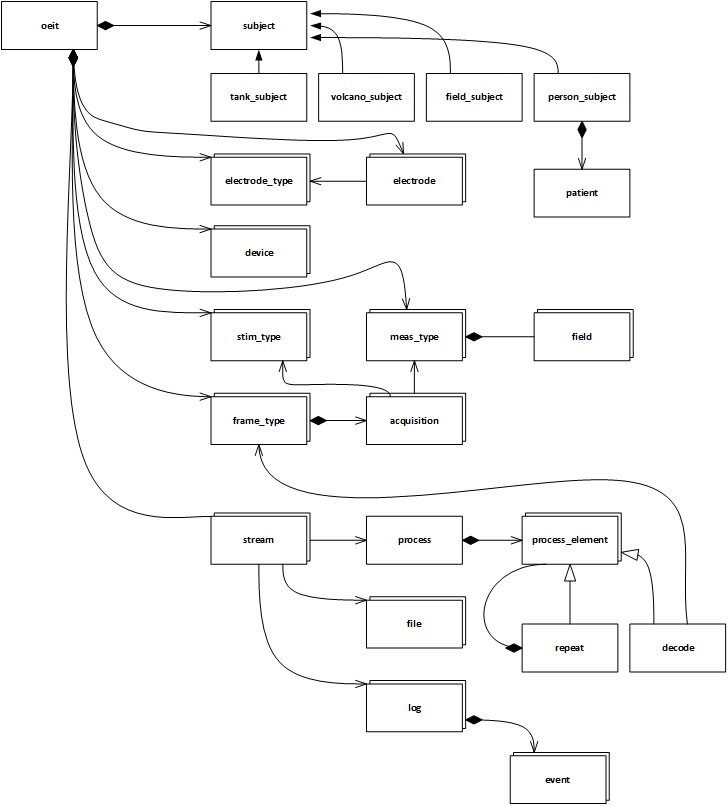 oeit
subject
tank_subject
volcano_subject
field_subject
person_subject
electrode_type
electrode
patient
device
stim_type
meas_type
field
frame_type
acquisition
stream
process
process_element
file
repeat
decode
log
event